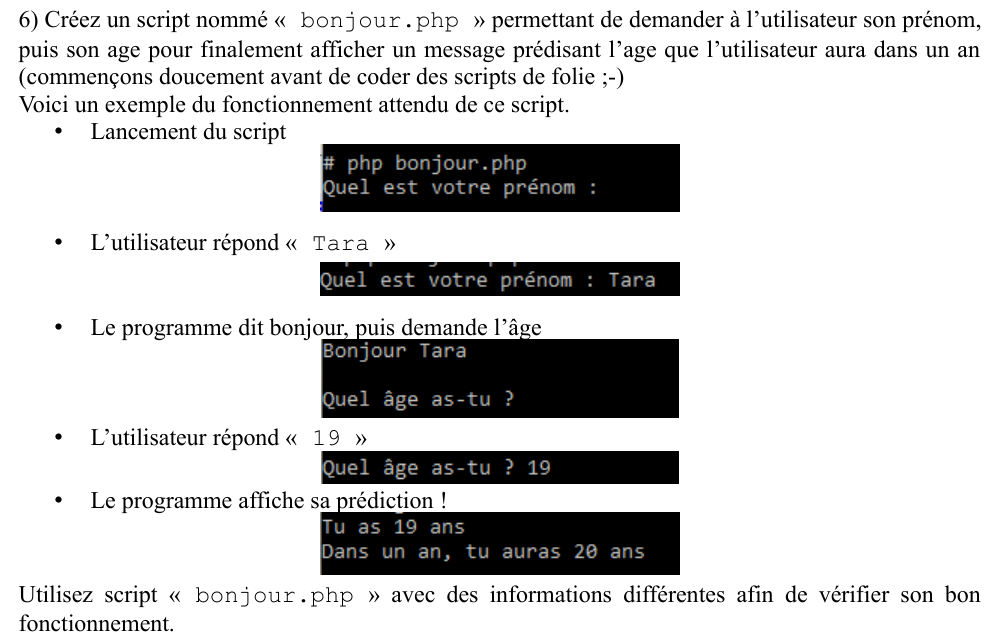 6) Créez un script nommé « bonjour.php » permettant de demander à l’utilisateur son prénom,
puis son age pour finalement afficher un message prédisant l’age que l’utilisateur aura dans un an
(commençons doucement avant de coder des scripts de folie ;-)
Voici un exemple du fonctionnement attendu de ce script.
• Lancement du script
# php bonjour.php
Quel est votre prénom :
• L’utilisateur répond « Tara »
Quel est votre prénom : Tara
• Le programme dit bonjour, puis demande l’âge
Bonjour Tara
Quel âge as-tu ?
• L’utilisateur répond « 19 »
Quel âge as-tu ? 19
• Le programme affiche sa prédiction !
Tu as 19 ans
Dans un an, tu auras 20 ans
Utilisez script « bonjour.php » avec des informations différentes afin de vérifier son bon
fonctionnement.